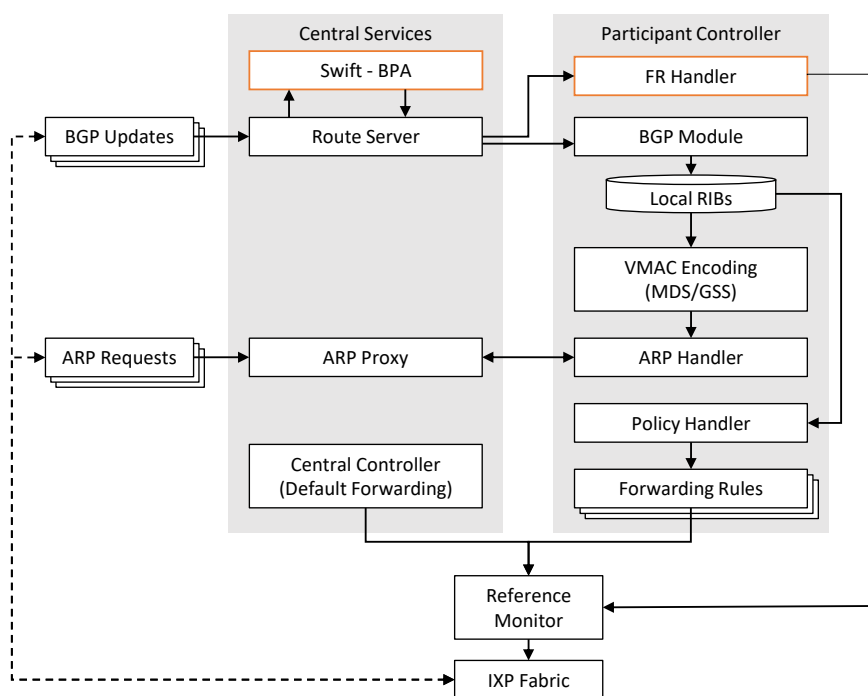 Central Services
Participant Controller
Swift - BPA
FR Handler
BGP Updates
Route Server
BGP Module
Local RIBs
VMAC Encoding
(MDS/GSS)
ARP Requests
ARP Proxy
ARP Handler
Policy Handler
Central Controller
(Default Forwarding)
Forwarding Rules
Reference
Monitor
IXP Fabric